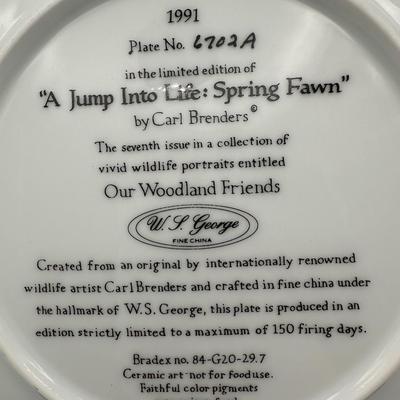 1991
Plate No. 6702A
in the limited edition of
"A Jump Into Life: Spring Fawn"
by Carl Brenders©
The seventh issue in a collection of
vivid wildlife portraits entitled
Our Woodland Friends
W. S. George
FINE CHINA
Created from an original by internationally renowned
wildlife artist Carl Brenders and crafted in fine china under
the hallmark of W.S. George, this plate is produced in an
edition strictly limited to a maximum of 150 firing days.
Bradex no. 84-G20-29.7
Ceramic art-not for food use.
Faithful color pigments